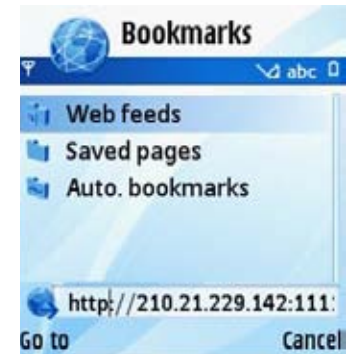 Bookmarks
abc
Web feeds
Saved pages
Auto. bookmarks
http://210.21.229.142:111
Go to
Cancel